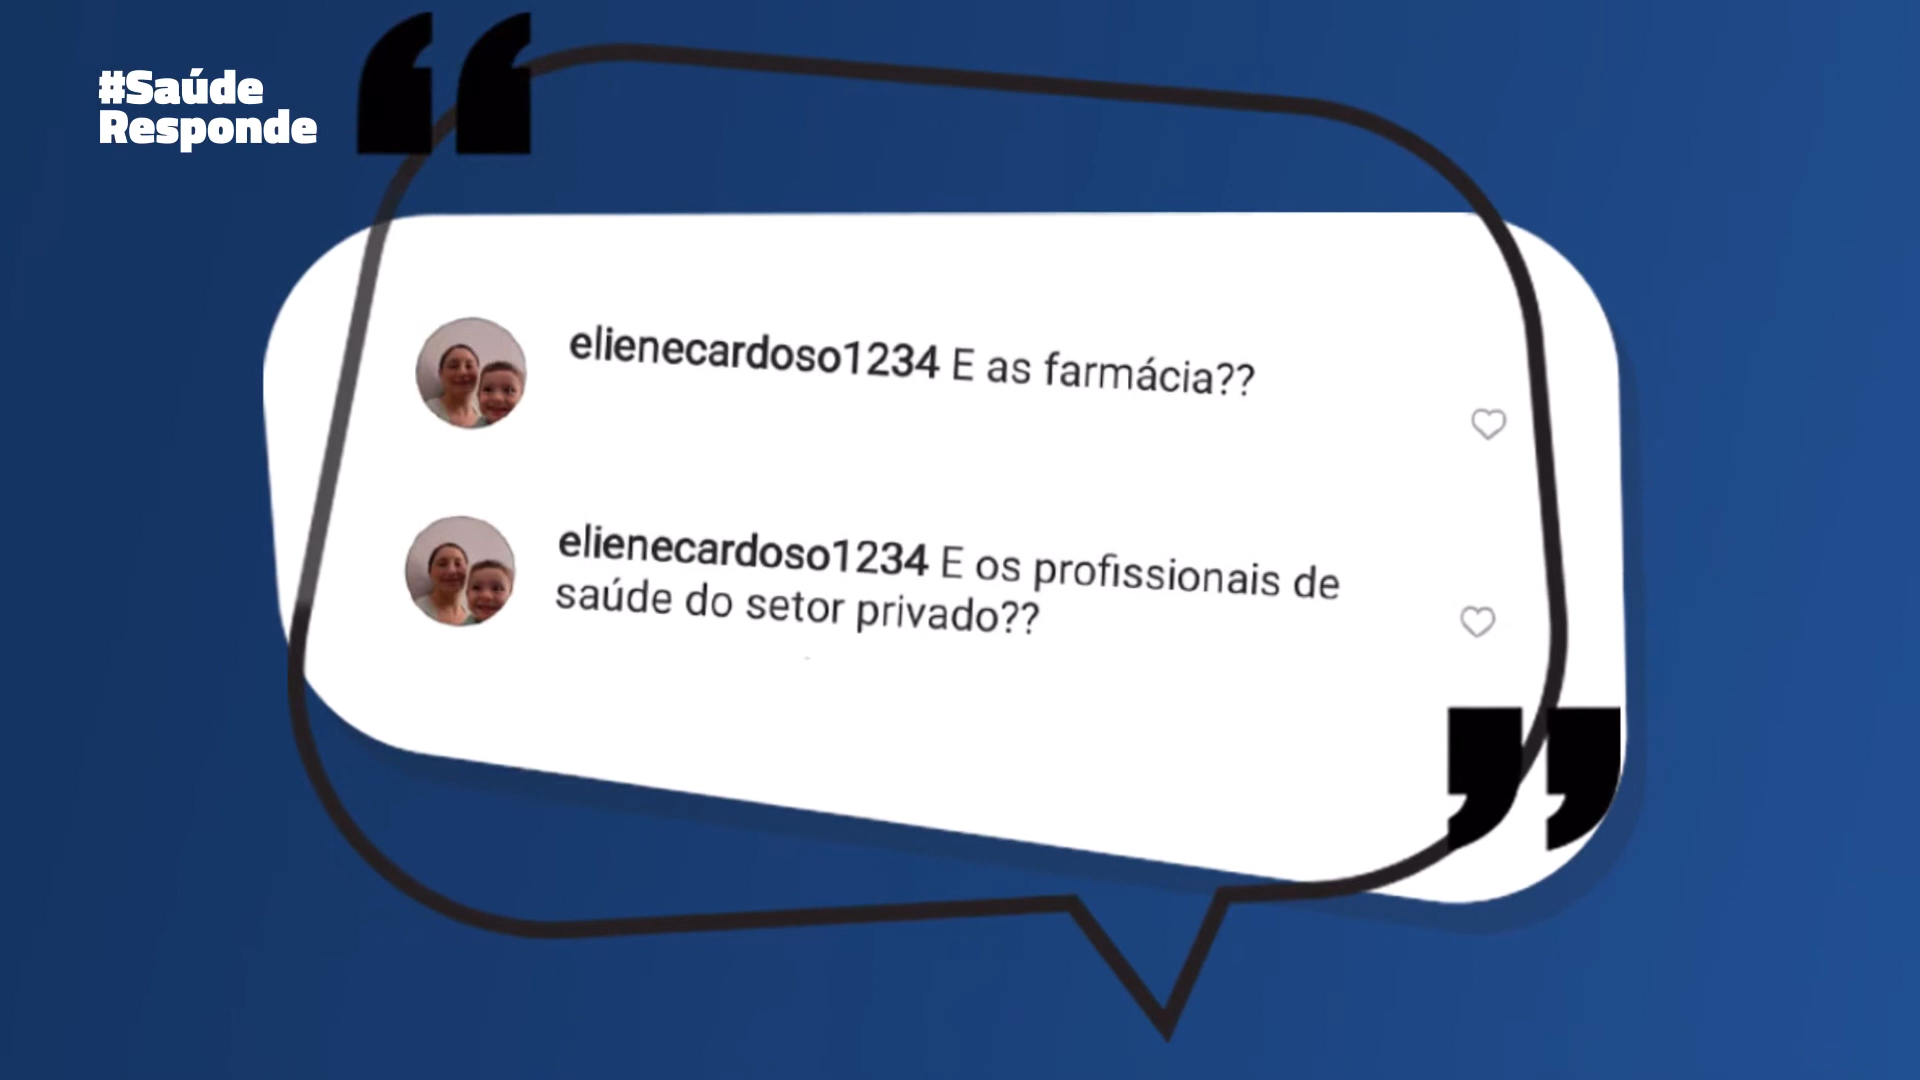 #Saúde
Responde
elienecardoso1234 E as farmácia??
elienecardoso1234 E os profissionais de
saúde do setor privado??